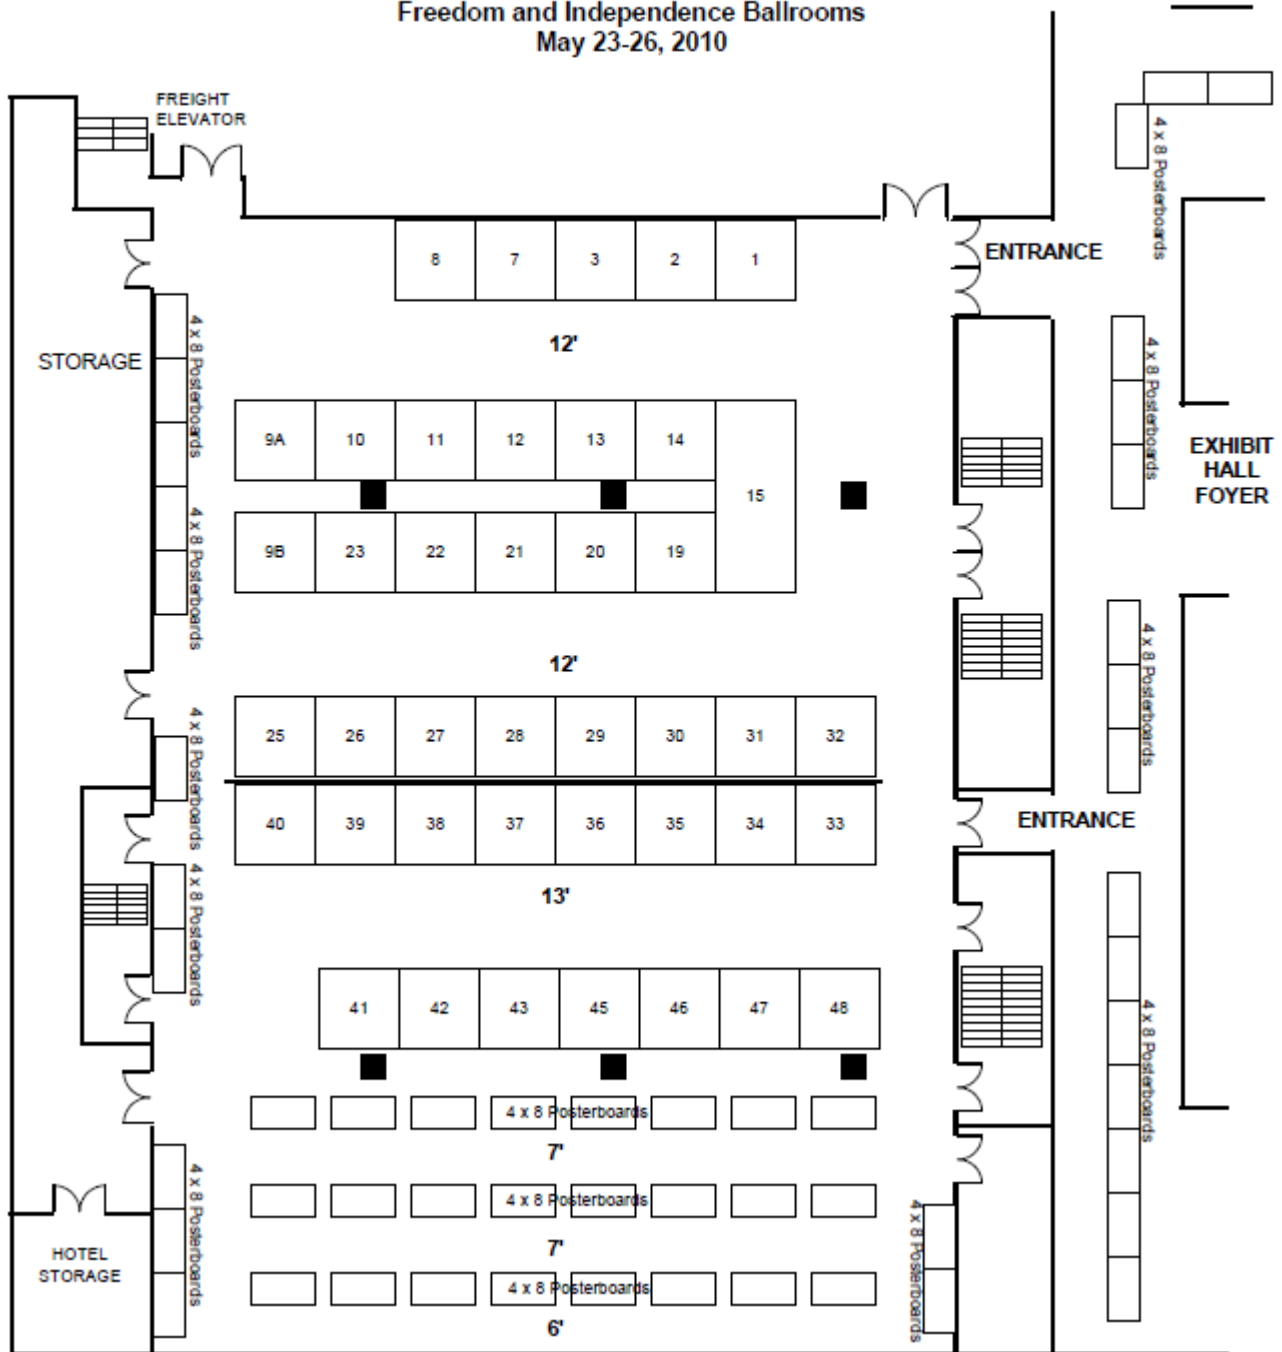 Freedom and Independence Ballrooms
May 23-26, 2010
FREIGHT
ELEVATOR
4 x 8 Posterboards
ENTRANCE
8 7 3 2 1
12'
STORAGE
4 x 8 Posterboards
4 x 8 Posterboards
9A 10 11 12 13 14
15
EXHIBIT
HALL
FOYER
4 x 8 Posterboards
9B 23 22 21 20 19
12'
4 x 8 Posterboards
4 x 8 Posterboards
25 26 27 28 29 30 31 32
40 39 38 37 36 35 34 33
ENTRANCE
13'
4 x 8 Posterboards
41 42 43 45 46 47 48
4 x 8 Posterboards
4 x 8 Posterboards
7'
4 x 8 Posterboards
4 x 8 Posterboards
7'
4 x 8 Posterboards
HOTEL
STORAGE
4 x 8 Posterboards
6'